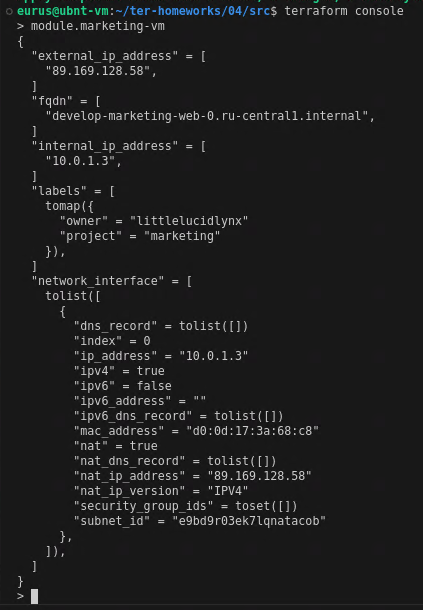 eurus@ubnt-vm:~/ter-homeworks/04/src$ terraform console
> module.marketing-vm
{
  "external_ip_address" = [
    "89.169.128.58",
  ]
  "fqdn" = [
    "develop-marketing-web-0.ru-central1.internal",
  ]
  "internal_ip_address" = [
    "10.0.1.3",
  ]
  "labels" = [
    tomap({
      "owner" = "littlelucidlynx"
      "project" = "marketing"
    }),
  ]
  "network_interface" = [
    tolist([
      {
        "dns_record" = tolist([])
        "index" = 0
        "ip_address" = "10.0.1.3"
        "ipv4" = true
        "ipv6" = false
        "ipv6_address" = ""
        "ipv6_dns_record" = tolist([])
        "mac_address" = "d0:0d:17:3a:68:c8"
        "nat" = true
        "nat_dns_record" = tolist([])
        "nat_ip_address" = "89.169.128.58"
        "nat_ip_version" = "IPV4"
        "security_group_ids" = toset([])
        "subnet_id" = "e9bd9r03ek7lqnatacob"
      },
    ]),
  ]
}
>